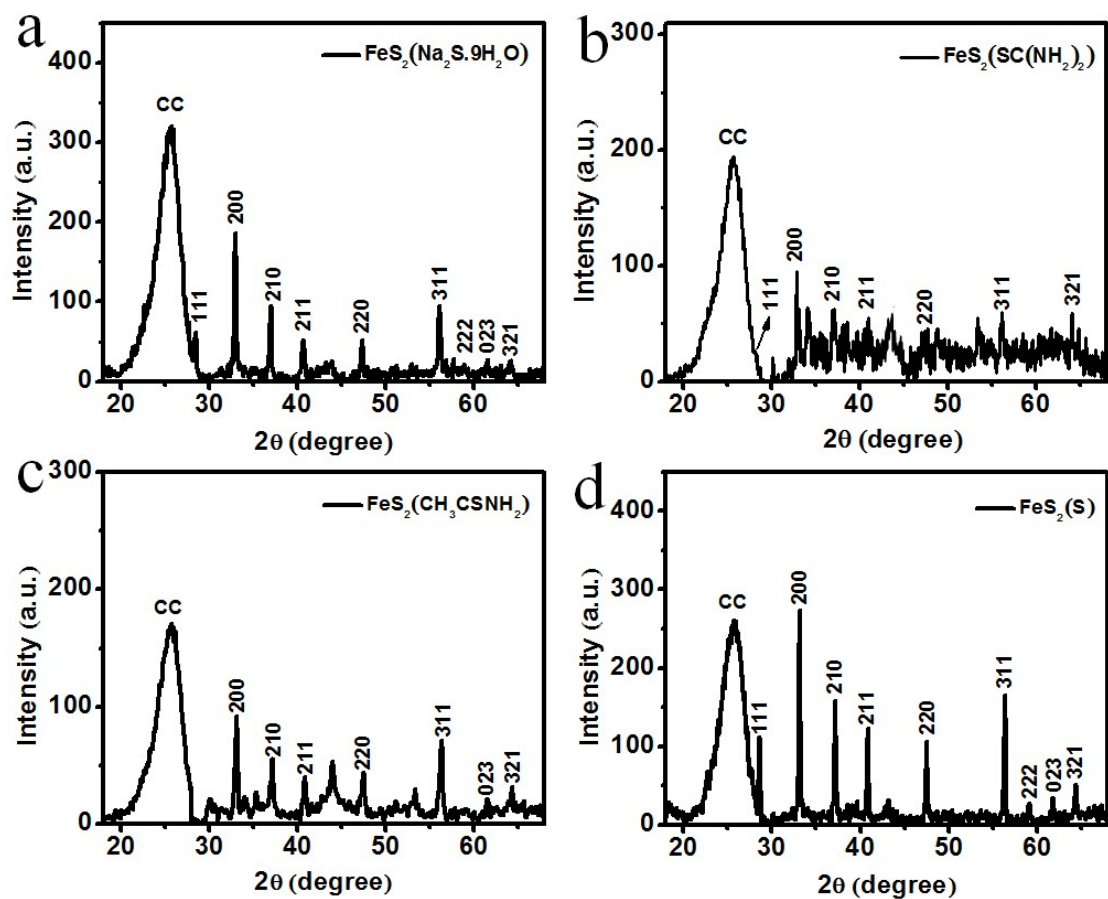 a
FeS₂(Na₂S.9H₂O)
Intensity (a.u.)
400
300
200
100
0
CC
111
200
210
211
220
311
222
023
321
20 30 40 50 60
2θ (degree)
b
FeS₂(SC(NH₂)₂)
Intensity (a.u.)
300
200
100
0
CC
111
200
210
211
220
311
321
20 30 40 50 60
2θ (degree)
c
FeS₂(CH₃CSNH₂)
Intensity (a.u.)
300
200
100
0
CC
200
210
211
220
311
023
321
20 30 40 50 60
2θ (degree)
d
FeS₂(S)
Intensity (a.u.)
400
300
200
100
0
CC
111
200
210
211
220
311
222
023
321
20 30 40 50 60
2θ (degree)